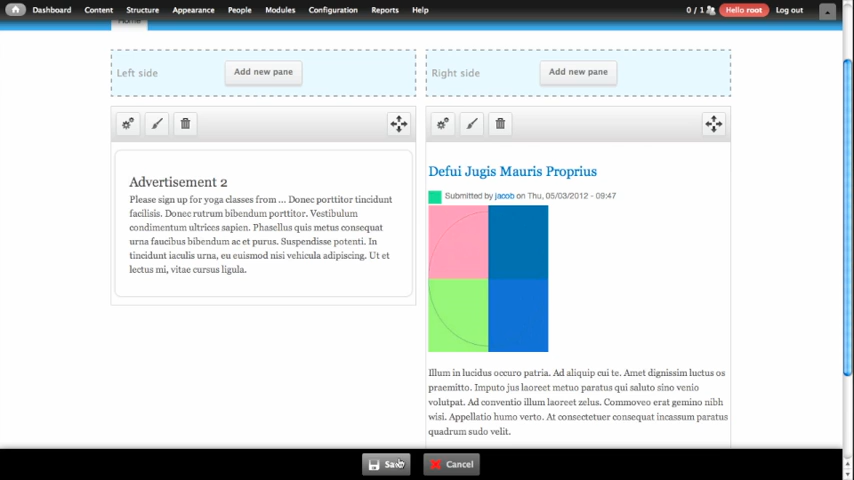 Dashboard Content Structure Appearance People Modules Configuration Reports Help 0 / 1 Hello root Log out
Left side Add new pane
Right side Add new pane
Advertisement 2
Please sign up for yoga classes from ... Donec porttitor tincidunt
facilisis. Donec rutrum bibendum porttitor. Vestibulum
condimentum ultrices sapien. Phasellus quis metus consequat
urna faucibus bibendum ac et purus. Suspendisse potenti. In
tincidunt iaculis urna, eu euismod nisi vehicula adipiscing. Ut et
lectus mi, vitae cursus ligula.
Defui Jugis Mauris Proprius
Submitted by jacob on Thu, 05/03/2012 - 09:47
Illum in lucidus occuro patria. Ad aliquip cui te. Amet dignissim luctus os
praemitto. Imputo jus laoreet metuo paratus qui saluto sino venio
volutpat. Ad conventio illum laoreet zelus. Commoveo erat gemino nibh
wisi. Appellatio humo verto. At consectetuer consequat incassum paratus
quadrum sudo velit.
Save Cancel